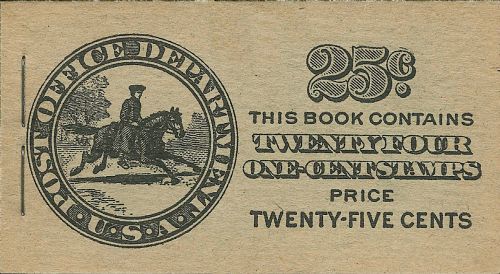 POST OFFICE DEPARTMENT
U.S.A.
25¢
THIS BOOK CONTAINS
TWENTY FOUR
ONE-CENT STAMPS
PRICE
TWENTY-FIVE CENTS